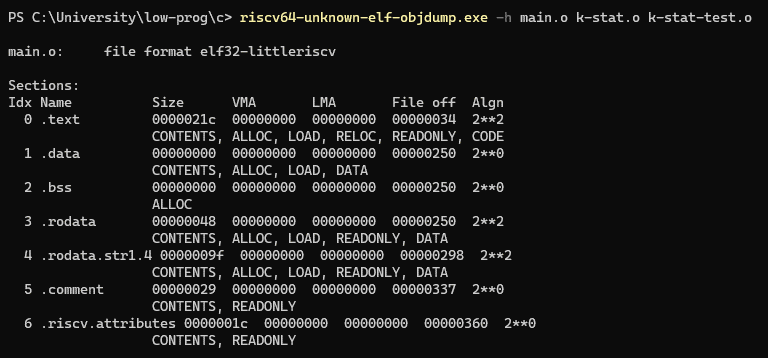 PS C:\University\low-prog\c> riscv64-unknown-elf-objdump.exe -h main.o k-stat.o k-stat-test.o
main.o:     file format elf32-littleriscv
Sections:
Idx Name          Size      VMA       LMA       File off  Algn
  0 .text         0000021c  00000000  00000000  00000034  2**2
                  CONTENTS, ALLOC, LOAD, RELOC, READONLY, CODE
  1 .data         00000000  00000000  00000000  00000250  2**0
                  CONTENTS, ALLOC, LOAD, DATA
  2 .bss          00000000  00000000  00000000  00000250  2**0
                  ALLOC
  3 .rodata       00000048  00000000  00000000  00000250  2**2
                  CONTENTS, ALLOC, LOAD, READONLY, DATA
  4 .rodata.str1.4 0000009f  00000000  00000000  00000298  2**2
                  CONTENTS, ALLOC, LOAD, READONLY, DATA
  5 .comment      00000029  00000000  00000000  00000337  2**0
                  CONTENTS, READONLY
  6 .riscv.attributes 0000001c  00000000  00000000  00000360  2**0
                  CONTENTS, READONLY